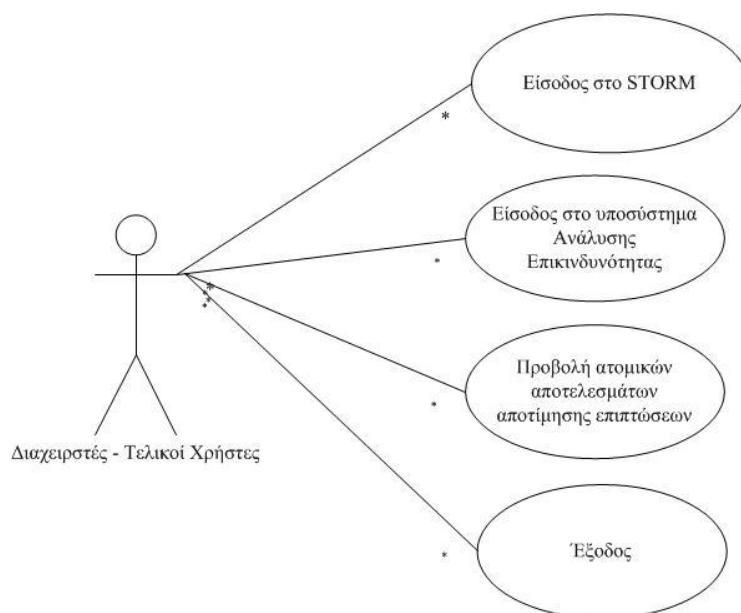 Είσοδος στο STORM
Είσοδος στο υποσύστημα
Ανάλυσης
Επικινδυνότητας
Προβολή ατομικών
αποτελεσμάτων
αποτίμησης επιπτώσεων
Διαχειρστές - Τελικοί Χρήστες
Έξοδος